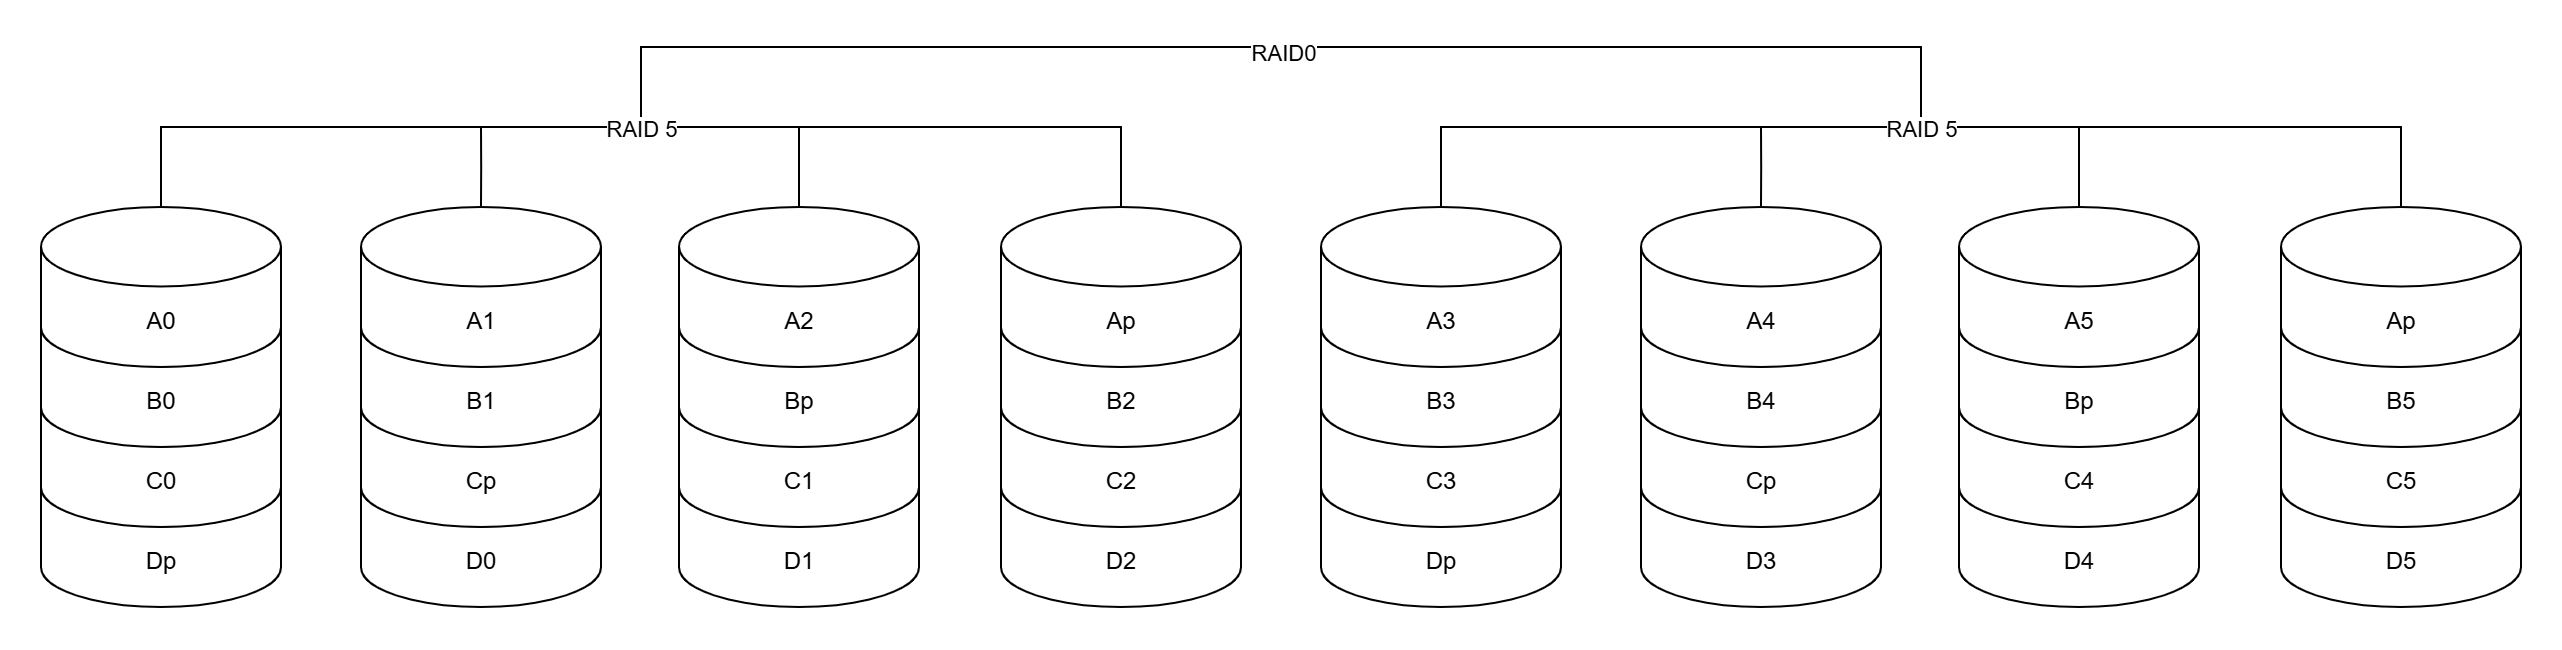 RAID0
RAID 5 RAID 5
A0 A1 A2 Ap A3 A4 A5 Ap
B0 B1 Bp B2 B3 B4 Bp B5
C0 Cp C1 C2 C3 Cp C4 C5
Dp D0 D1 D2 Dp D3 D4 D5